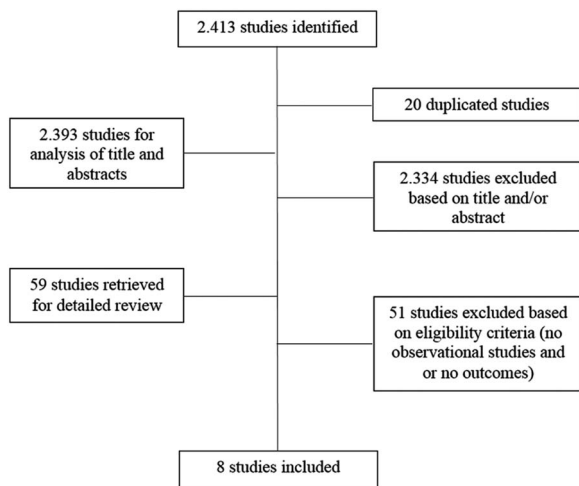 2.413 studies identified
20 duplicated studies
2.393 studies for
analysis of title and
abstracts
2.334 studies excluded
based on title and/or
abstract
59 studies retrieved
for detailed review
51 studies excluded based
on eligibility criteria (no
observational studies and
or no outcomes)
8 studies included